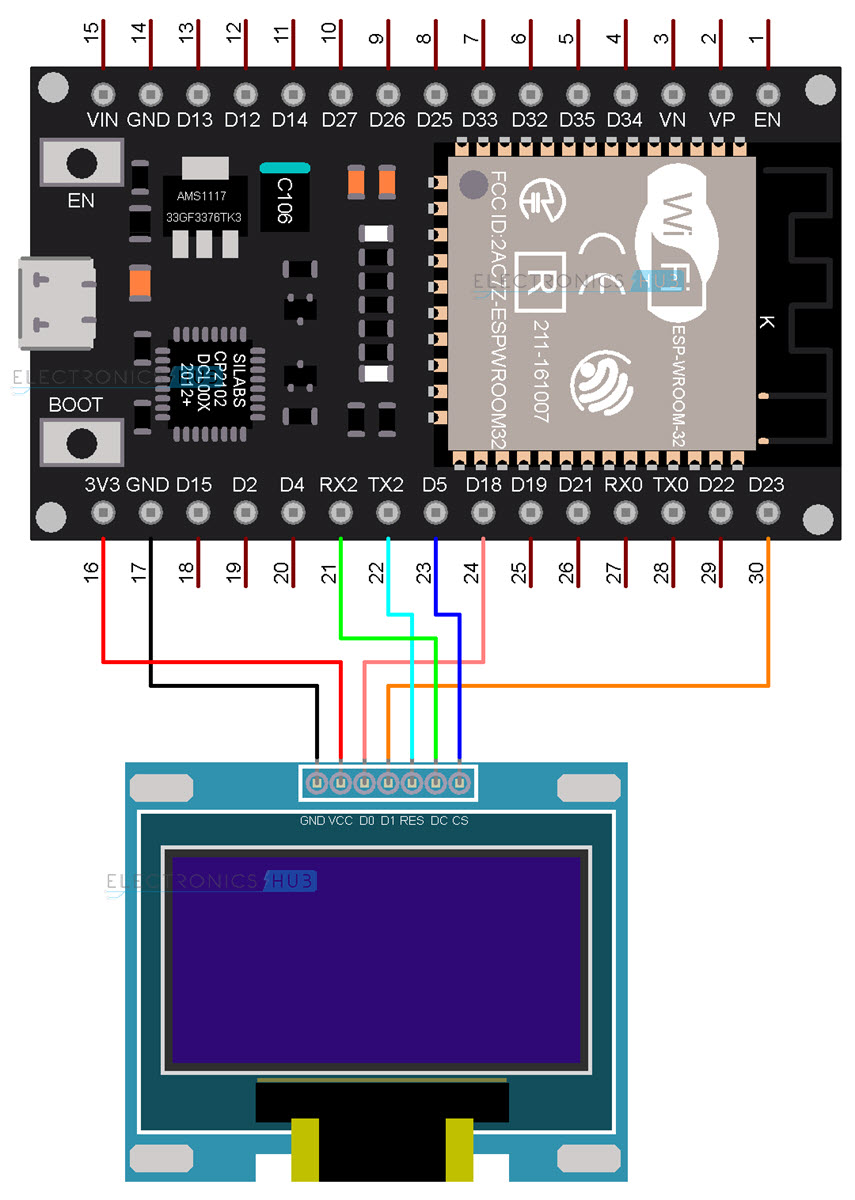 15 14 13 12 11 10 9 8 7 6 5 4 3 2 1
VIN GND D13 D12 D14 D27 D26 D25 D33 D32 D35 D34 VN VP EN
EN
AMS1117
33GF3376TK3
C106
FCC ID:2AC7Z-ESPWROOM32
Wi
Fi
CE
R
211-161007
ESP-WROOM-32
K
ELECTRONICS HUB
ELECTRONICS
SILABS
CP2102
DCL00X
2012+
BOOT
3V3 GND D15 D2 D4 RX2 TX2 D5 D18 D19 D21 RX0 TX0 D22 D23
16 17 18 19 20 21 22 23 24 25 26 27 28 29 30
GND VCC D0 D1 RES DC CS
ELECTRONICS HUB